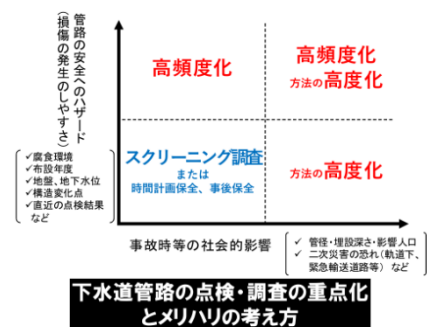 管路の安全へのハザード
(損傷の発生のしやすさ)
✓腐食環境
✓布設年度
✓地盤、地下水位
✓構造変化点
✓直近の点検結果
など
高頻度化
高頻度化
方法の高度化
スクリーニング調査
または
時間計画保全、事後保全
方法の高度化
事故時等の社会的影響
✓ 管径・埋設深さ・影響人口
✓ 二次災害の恐れ(軌道下、
緊急輸送道路等) など
下水道管路の点検・調査の重点化
とメリハリの考え方